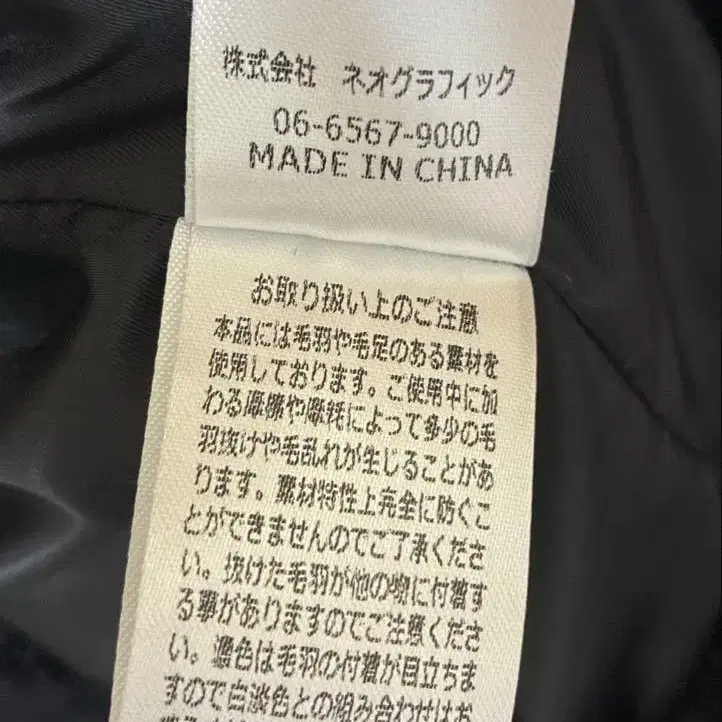 株式会社 ネオグラフィック
06-6567-9000
MADE IN CHINA
お取り扱い上のご注意
本品には毛羽や毛足のある素材を
使用しております。ご使用中に加
わる摩擦や摩耗によって多少の毛
羽抜けや毛乱れが生じることがあ
ります。素材特性上完全に防ぐこ
とができませんのでご了承くださ
い。抜けた毛羽が他の物に付着す
る事がありますのでご注意くださ
い。濃色は毛羽の付着が目立ちま
すので白淡色との組み合わせはお